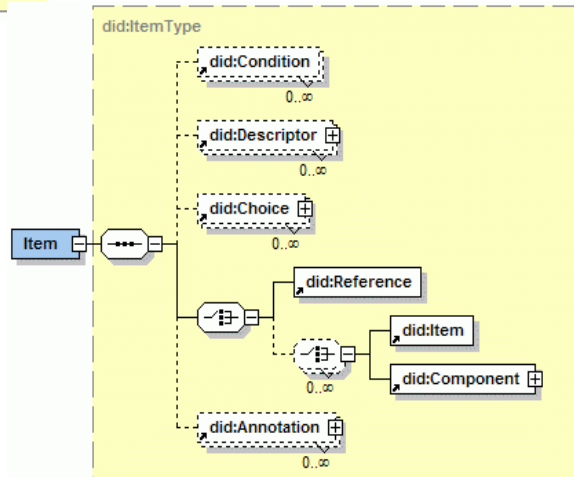 did:ItemType
did:Condition
0..∞
did:Descriptor
0..∞
did:Choice
0..∞
Item
did:Reference
did:Item
0..∞
did:Component
did:Annotation
0..∞